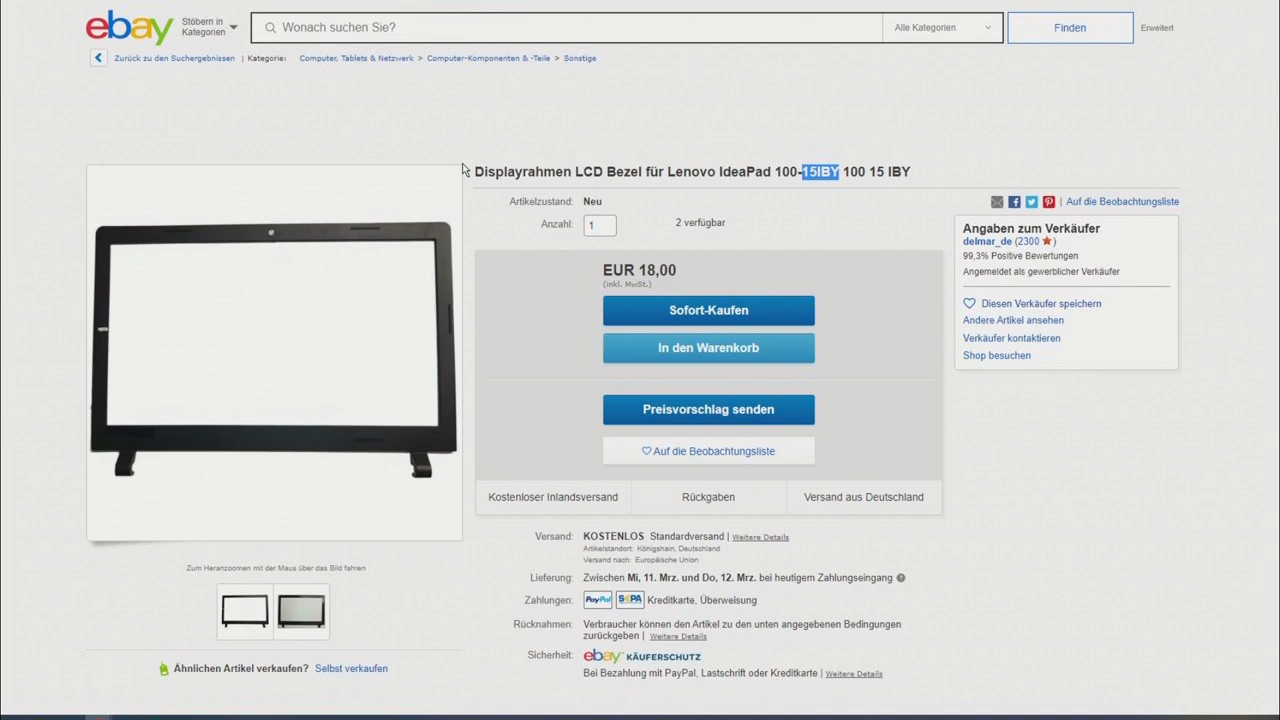 ebay
Stöbern in
Kategorien
Wonach suchen Sie?
Alle Kategorien
Finden
Erweitert
Zurück zu den Suchergebnissen | Kategorie:
Computer, Tablets & Netzwerk > Computer-Komponenten & -Teile > Sonstige
Displayrahmen LCD Bezel für Lenovo IdeaPad 100-15IBY 100 15 IBY
Artikelzustand: Neu
Anzahl: 1
2 verfügbar
EUR 18,00
(inkl. MwSt.)
Sofort-Kaufen
In den Warenkorb
Preisvorschlag senden
Auf die Beobachtungsliste
Kostenloser Inlandsversand
Rückgaben
Versand aus Deutschland
| Auf die Beobachtungsliste
Angaben zum Verkäufer
delmar_de (2300 )
99,3% Positive Bewertungen
Angemeldet als gewerblicher Verkäufer
Diesen Verkäufer speichern
Andere Artikel ansehen
Verkäufer kontaktieren
Shop besuchen
Versand: KOSTENLOS Standardversand | Weitere Details
Artikelstandort: Königshain, Deutschland
Versand nach: Europäische Union
Lieferung: Zwischen Mi, 11. Mrz. und Do, 12. Mrz. bei heutigem Zahlungseingang
Zahlungen: PayPal SEPA Kreditkarte, Überweisung
Rücknahmen: Verbraucher können den Artikel zu den unten angegebenen Bedingungen
zurückgeben | Weitere Details
Sicherheit: ebay KÄUFERSCHUTZ
Bei Bezahlung mit PayPal, Lastschrift oder Kreditkarte | Weitere Details
Zum Heranzoomen mit der Maus über das Bild fahren
Ähnlichen Artikel verkaufen? Selbst verkaufen